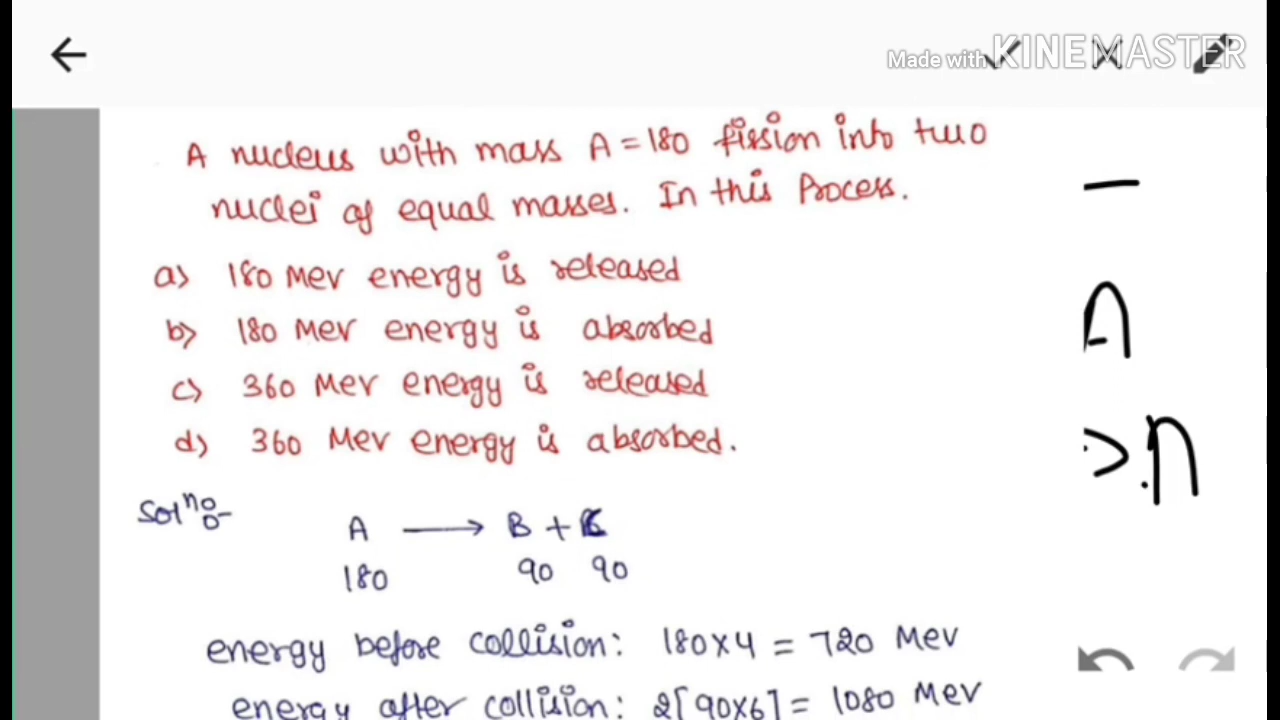 Made with KINEMASTER
A nucleus with mass A = 180 fission into two
nuclei of equal masses. In this Process.
a) 180 Mev energy is released
b) 180 Mev energy is absorbed
c) 360 Mev energy is released
d) 360 Mev energy is absorbed.
Solⁿ:-
A ⟶ B + C
180 90 90
energy before collision: 180×4 = 720 Mev
energy after collision: 2[90×6] = 1080 Mev
A
n